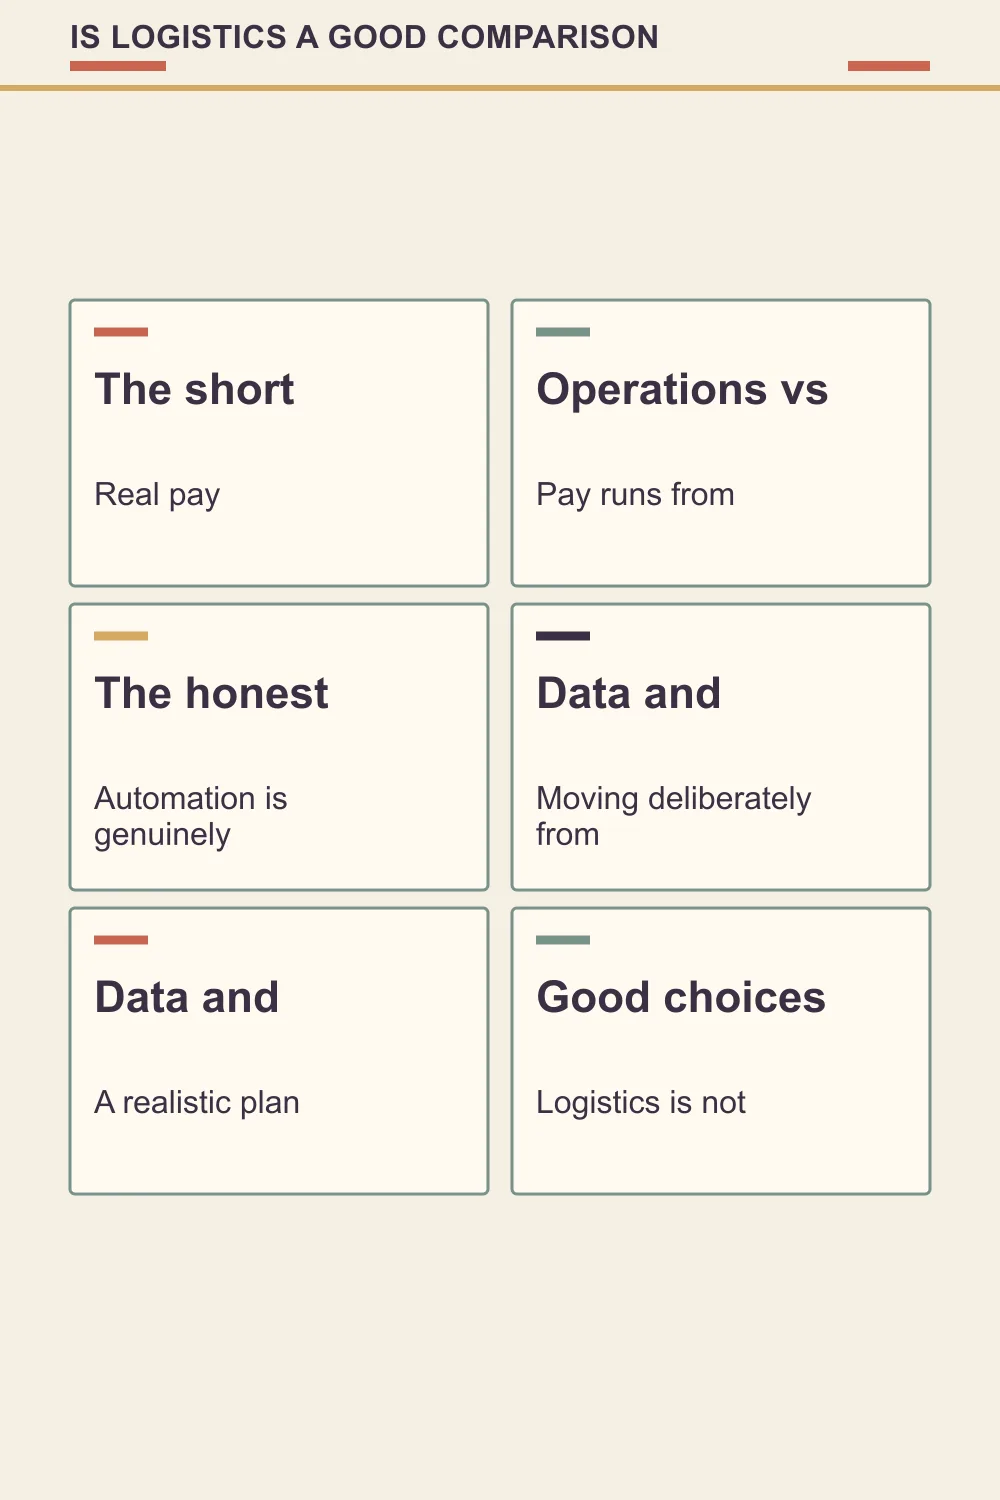 IS LOGISTICS A GOOD COMPARISON
The short
Real pay
Operations vs
Pay runs from
The honest
Automation is
genuinely
Data and
Moving deliberately
from
Data and
A realistic plan
Good choices
Logistics is not